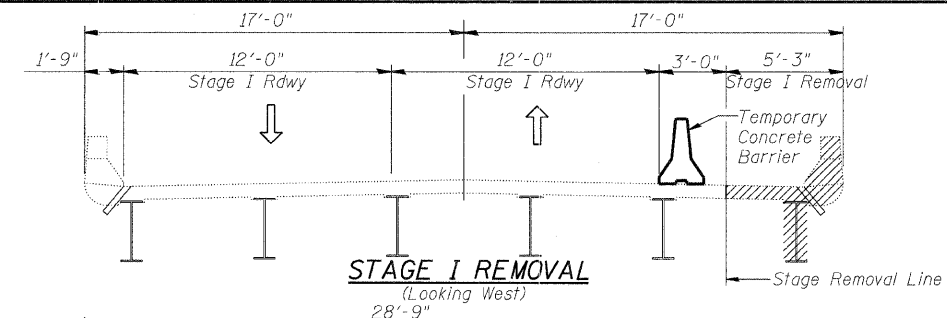 17'-0" 17'-0"
1'-9" 12'-0" 12'-0" 3'-0" 5'-3"
Stage I Rdwy Stage I Rdwy Stage I Removal
Temporary
Concrete
Barrier
STAGE I REMOVAL
(Looking West)
Stage Removal Line
28'-9"